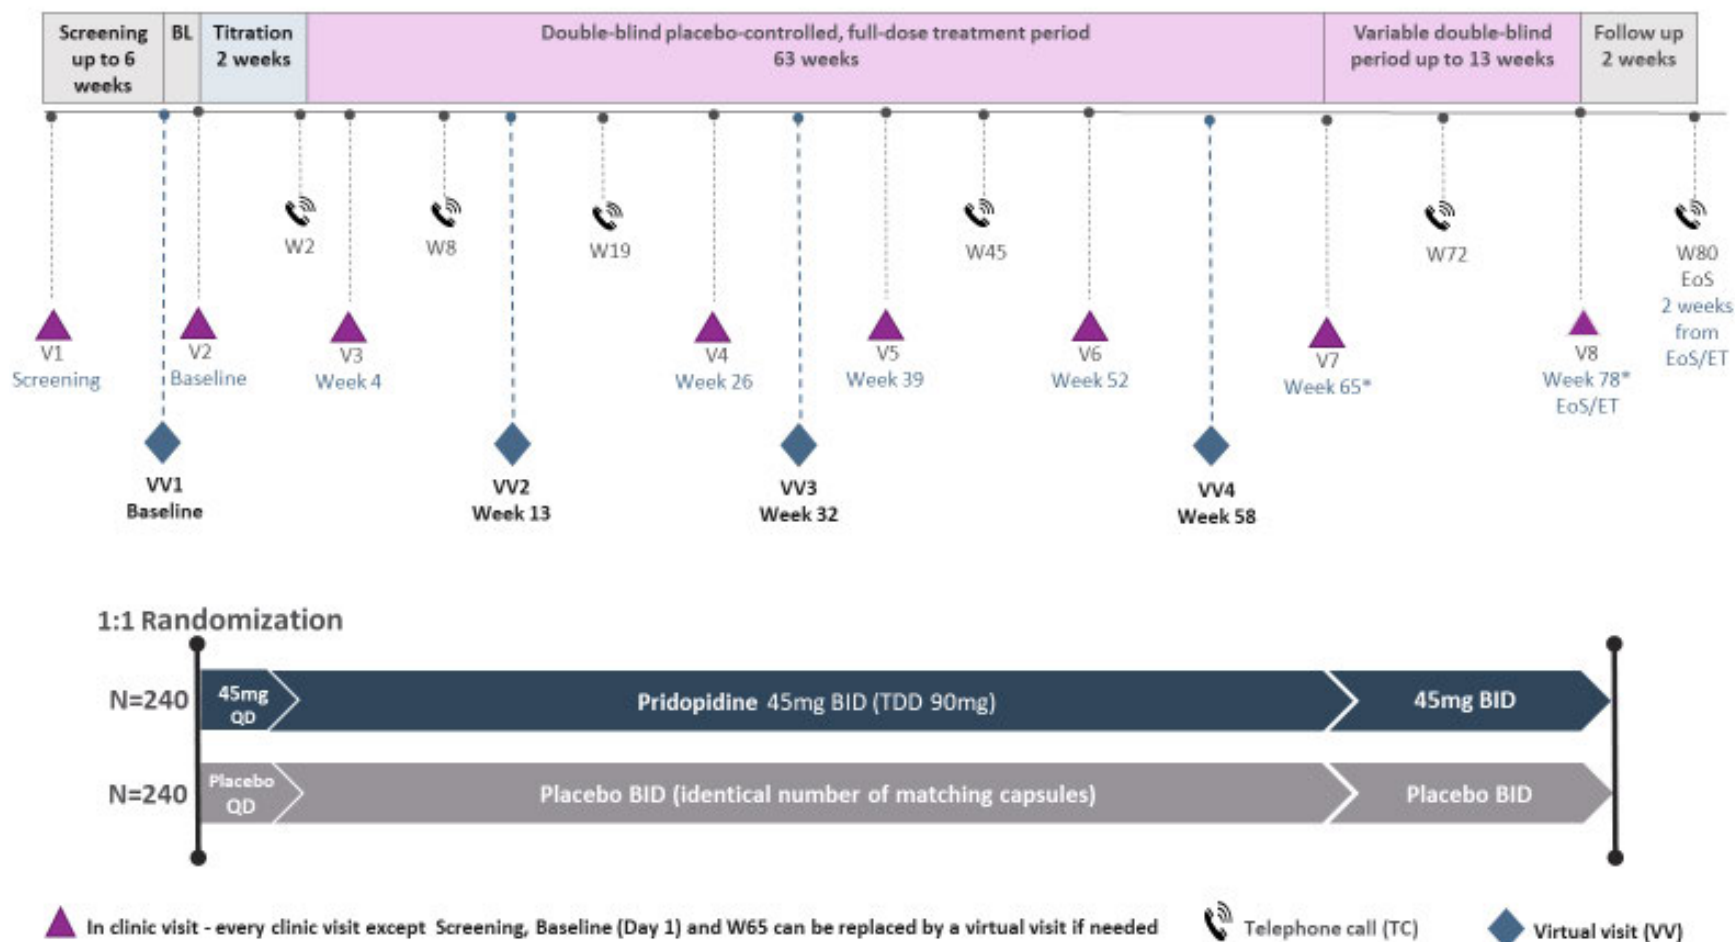 Screening
up to 6
weeks
BL
Titration
2 weeks
Double-blind placebo-controlled, full-dose treatment period
63 weeks
Variable double-blind
period up to 13 weeks
Follow up
2 weeks
W2
W8
W19
W45
W72
W80
EoS
2 weeks
from
EoS/ET
V1
Screening
V2
Baseline
V3
Week 4
V4
Week 26
V5
Week 39
V6
Week 52
V7
Week 65*
V8
Week 78*
EoS/ET
VV1
Baseline
VV2
Week 13
VV3
Week 32
VV4
Week 58
1:1 Randomization
N=240
45mg
QD
Pridopidine 45mg BID (TDD 90mg)
45mg BID
N=240
Placebo
QD
Placebo BID (identical number of matching capsules)
Placebo BID
In clinic visit - every clinic visit except Screening, Baseline (Day 1) and W65 can be replaced by a virtual visit if needed
Telephone call (TC)
Virtual visit (VV)